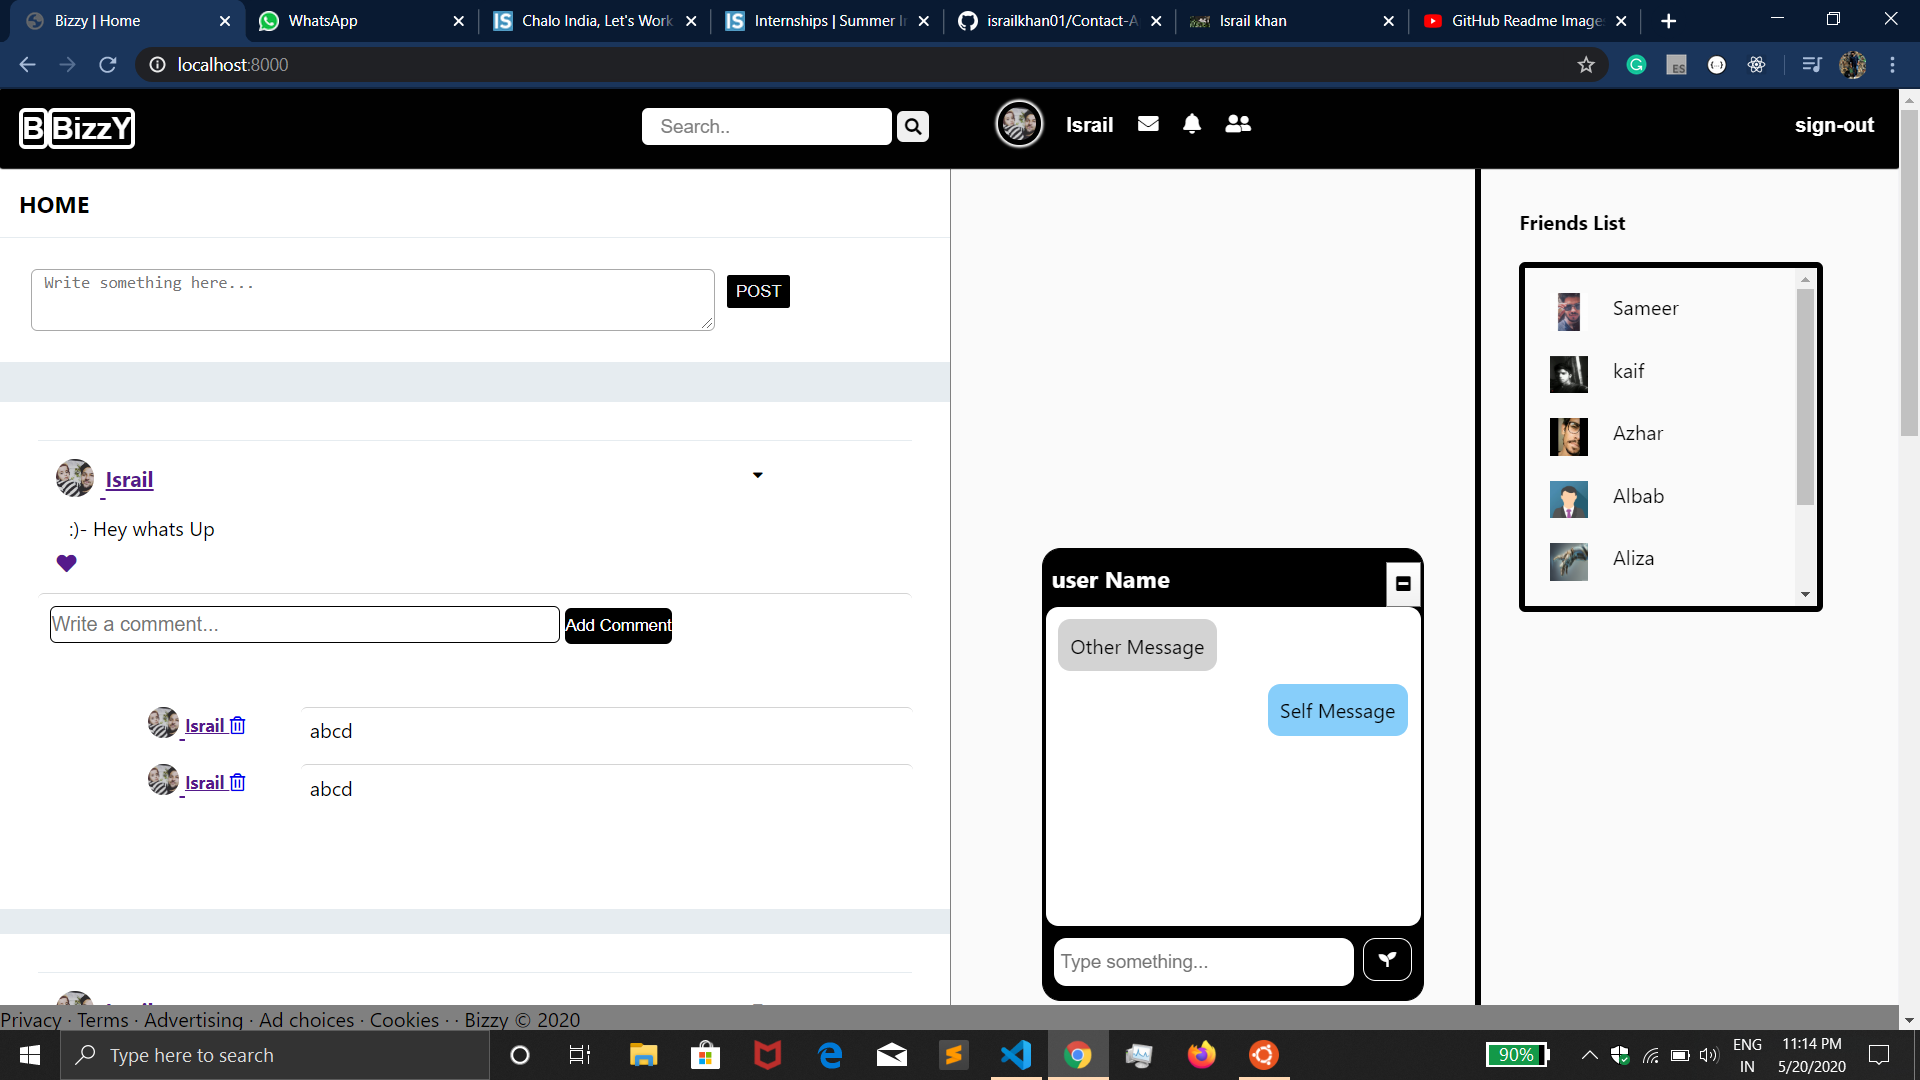 Bizzy | Home
WhatsApp
Chalo India, Let's Work
Internships | Summer In
israilkhan01/Contact-A
Israil khan
GitHub Readme Image
localhost:8000
B BizzY
Search..
Israil
sign-out
HOME
Write something here...
POST
Israil
:)- Hey whats Up
Write a comment...
Add Comment
Israil
abcd
Israil
abcd
user Name
Other Message
Self Message
Type something...
Friends List
Sameer
kaif
Azhar
Albab
Aliza
Privacy · Terms · Advertising · Ad choices · Cookies · · Bizzy © 2020
Type here to search
90%
ENG
IN
11:14 PM
5/20/2020